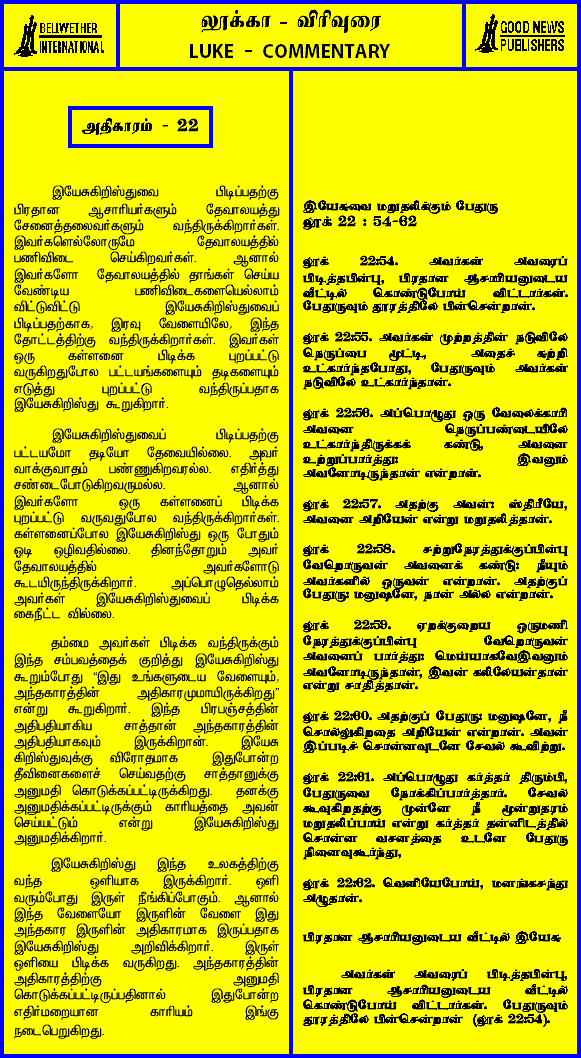 BELWETHER
INTERNATIONAL
லூக்கா - விரிவுரை
LUKE - COMMENTARY
GOOD NEWS
PUBLISHERS
அதிகாரம் - 22
இயேசுகிறிஸ்துவை பிடிப்பதற்கு
பிரதான ஆசாரியர்களும் தேவாலயத்து
சேனைத்தலைவர்களும் வந்திருக்கிறார்கள்.
இவர்களெல்லோருமே தேவாலயத்தில்
பணிவிடை செய்கிறவர்கள். ஆனால்
இவர்களோ தேவாலயத்தில் தாங்கள் செய்ய
வேண்டிய பணிவிடைகளையெல்லாம்
விட்டுவிட்டு இயேசுகிறிஸ்துவைப்
பிடிப்பதற்காக, இரவு வேளையிலே, இந்த
தோட்டத்திற்கு வந்திருக்கிறார்கள். இவர்கள்
ஒரு கள்ளனை பிடிக்க புறப்பட்டு
வருகிறதுபோல பட்டயங்களையும் தடிகளையும்
எடுத்து புறப்பட்டு வந்திருப்பதாக
இயேசுகிறிஸ்து கூறுகிறார்.
இயேசுகிறிஸ்துவைப் பிடிப்பதற்கு
பட்டயமோ தடியோ தேவையில்லை. அவர்
வாக்குவாதம் பண்ணுகிறவரல்ல. எதிர்த்து
சண்டைபோடுகிறவருமல்ல. ஆனால்
இவர்களோ ஒரு கள்ளனைப் பிடிக்க
புறப்பட்டு வருவதுபோல வந்திருக்கிறார்கள்.
கள்ளனைப்போல இயேசுகிறிஸ்து ஒரு போதும்
ஓடி ஒழிவதில்லை. தினந்தோறும் அவர்
தேவாலயத்தில் அவர்களோடு
கூடயிருந்திருக்கிறார். அப்பொழுதெல்லாம்
அவர்கள் இயேசுகிறிஸ்துவைப் பிடிக்க
கைநீட்ட வில்லை.
தம்மை அவர்கள் பிடிக்க வந்திருக்கும்
இந்த சம்பவத்தைக் குறித்து இயேசுகிறிஸ்து
கூறும்போது "இது உங்களுடைய வேளையும்,
அந்தகாரத்தின் அதிகாரமுமாயிருக்கிறது"
என்று கூறுகிறார். இந்த பிரபஞ்சத்தின்
அதிபதியாகிய சாத்தான் அந்தகாரத்தின்
அதிபதியாகவும் இருக்கிறான். இயேசு
கிறிஸ்துவுக்கு விரோதமாக இதுபோன்ற
தீவினைகளைச் செய்வதற்கு சாத்தானுக்கு
அனுமதி கொடுக்கப்பட்டிருக்கிறது. தனக்கு
அனுமதிக்கப்பட்டிருக்கும் காரியத்தை அவன்
செய்யட்டும் என்று இயேசுகிறிஸ்து
அனுமதிக்கிறார்.
இயேசுகிறிஸ்து இந்த உலகத்திற்கு
வந்த ஒளியாக இருக்கிறார். ஒளி
வரும்போது இருள் நீங்கிப்போகும். ஆனால்
இந்த வேளையோ இருளின் வேளை இது
அந்தகார இருளின் அதிகாரமாக இருப்பதாக
இயேசுகிறிஸ்து அறிவிக்கிறார். இருள்
ஒளியை பிடிக்க வருகிறது. அந்தகாரத்தின்
அதிகாரத்திற்கு அனுமதி
கொடுக்கப்பட்டிருப்பதினால் இதுபோன்ற
எதிர்மறையான காரியம் இங்கு
நடைபெறுகிறது.
இயேசுவை மறுதலிக்கும் பேதுரு
லூக் 22 : 54-62
லூக் 22:54. அவர்கள் அவரைப்
பிடித்தபின்பு, பிரதான ஆசாரியனுடைய
வீட்டில் கொண்டுபோய் விட்டார்கள்.
பேதுருவும் தூரத்திலே பின்சென்றான்.
லூக் 22:55. அவர்கள் முற்றத்தின் நடுவிலே
நெருப்பை மூட்டி, அதைச் சுற்றி
உட்கார்ந்தபோது, பேதுருவும் அவர்கள்
நடுவிலே உட்கார்ந்தான்.
லூக் 22:56. அப்பொழுது ஒரு வேலைக்காரி
அவனை நெருப்பண்டையிலே
உட்கார்ந்திருக்கக் கண்டு, அவனை
உற்றுப்பார்த்து: இவனும்
அவனோடிருந்தான் என்றாள்.
லூக் 22:57. அதற்கு அவன்: ஸ்திரீயே,
அவனை அறியேன் என்று மறுதலித்தான்.
லூக் 22:58. சற்றுநேரத்துக்குப்பின்பு
வேறொருவன் அவனைக் கண்டு: நீயும்
அவர்களில் ஒருவன் என்றான். அதற்குப்
பேதுரு: மனுஷனே, நான் அல்ல என்றான்.
லூக் 22:59. ஏறக்குறைய ஒருமணி
நேரத்துக்குப்பின்பு வேறொருவன்
அவனைப் பார்த்து: மெய்யாகவேஇவனும்
அவனோடிருந்தான், இவன் கலிலேயன்தான்
என்று சாதித்தான்.
லூக் 22:60. அதற்குப் பேதுரு: மனுஷனே, நீ
சொல்லுகிறதை அறியேன் என்றான். அவன்
இப்படிச் சொன்னவுடனே சேவல் கூவிற்று.
லூக் 22:61. அப்பொழுது கர்த்தர் திரும்பி,
பேதுருவை நோக்கிப்பார்த்தார். சேவல்
கூவுகிறதற்கு முன்னே நீ மூன்றுதரம்
மறுதலிப்பாய் என்று கர்த்தர் தன்னிடத்தில்
சொன்ன வசனத்தை உடனே பேதுரு
நினைவுகூர்ந்து,
லூக் 22:62. வெளியேபோய், மனங்கசந்து
அழுதான்.
பிரதான ஆசாரியனுடைய வீட்டில் இயேசு
அவர்கள் அவரைப் பிடித்தபின்பு,
பிரதான ஆசாரியனுடைய வீட்டில்
கொண்டுபோய் விட்டார்கள். பேதுருவும்
தூரத்திலே பின்சென்றான் (லூக் 22:54).